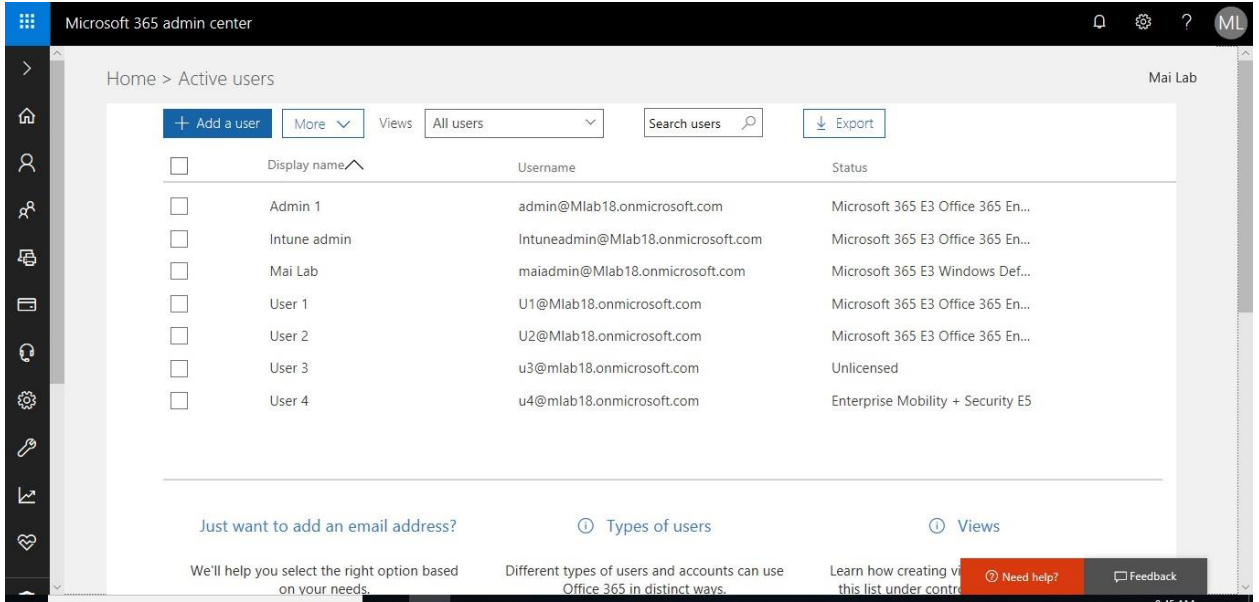 Microsoft 365 admin center
ML
Home > Active users
Mai Lab
Add a user
More
Views
All users
Search users
Export
Display name Username Status
Admin 1 admin@Mlab18.onmicrosoft.com Microsoft 365 E3 Office 365 En...
Intune admin Intuneadmin@Mlab18.onmicrosoft.com Microsoft 365 E3 Office 365 En...
Mai Lab maiadmin@Mlab18.onmicrosoft.com Microsoft 365 E3 Windows Def...
User 1 U1@Mlab18.onmicrosoft.com Microsoft 365 E3 Office 365 En...
User 2 U2@Mlab18.onmicrosoft.com Microsoft 365 E3 Office 365 En...
User 3 u3@mlab18.onmicrosoft.com Unlicensed
User 4 u4@mlab18.onmicrosoft.com Enterprise Mobility + Security E5
Just want to add an email address?
We'll help you select the right option based
on your needs.
Types of users
Different types of users and accounts can use
Office 365 in distinct ways.
Views
Learn how creating vi
this list under contr
Need help?
Feedback